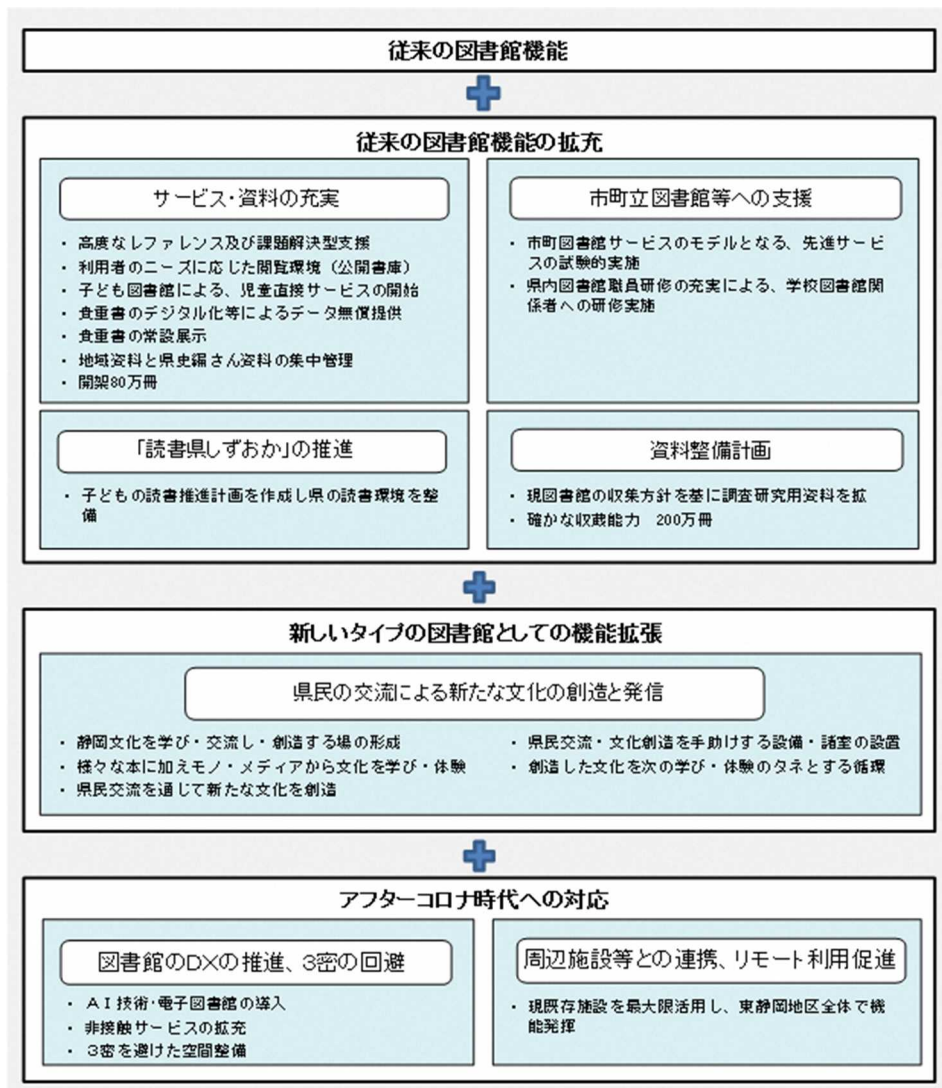 従来の図書館機能
従来の図書館機能の拡充
サービス・資料の充実
・ 高度なレファレンス及び課題解決型支援
・ 利用者のニーズに応じた閲覧環境（公開書庫）
・ 子ども図書館による、児童直接サービスの開始
・ 貴重書のデジタル化等によるデータ無償提供
・ 貴重書の常設展示
・ 地域資料と県史編さん資料の集中管理
・ 開架80万冊
市町立図書館等への支援
・ 市町図書館サービスのモデルとなる、先進サービ
スの試験的実施
・ 県内図書館職員研修の充実による、学校図書館関
係者への研修実施
「読書県しずおか」の推進
・ 子どもの読書推進計画を作成し県の読書環境を整
備
資料整備計画
・ 現図書館の収集方針を基に調査研究用資料を拡
・ 確かな収蔵能力　200万冊
新しいタイプの図書館としての機能拡張
県民の交流による新たな文化の創造と発信
・ 静岡文化を学び・交流し・創造する場の形成
・ 様々な本に加えモノ・メディアから文化を学び・体験
・ 県民交流を通じて新たな文化を創造
・ 県民交流・文化創造を手助けする設備・諸室の設置
・ 創造した文化を次の学び・体験のタネとする循環
アフターコロナ時代への対応
図書館のDXの推進、3密の回避
・ ＡＩ技術・電子図書館の導入
・ 非接触サービスの拡充
・ 3密を避けた空間整備
周辺施設等との連携、リモート利用促進
・ 現既存施設を最大限活用し、東静岡地区全体で機
能発揮